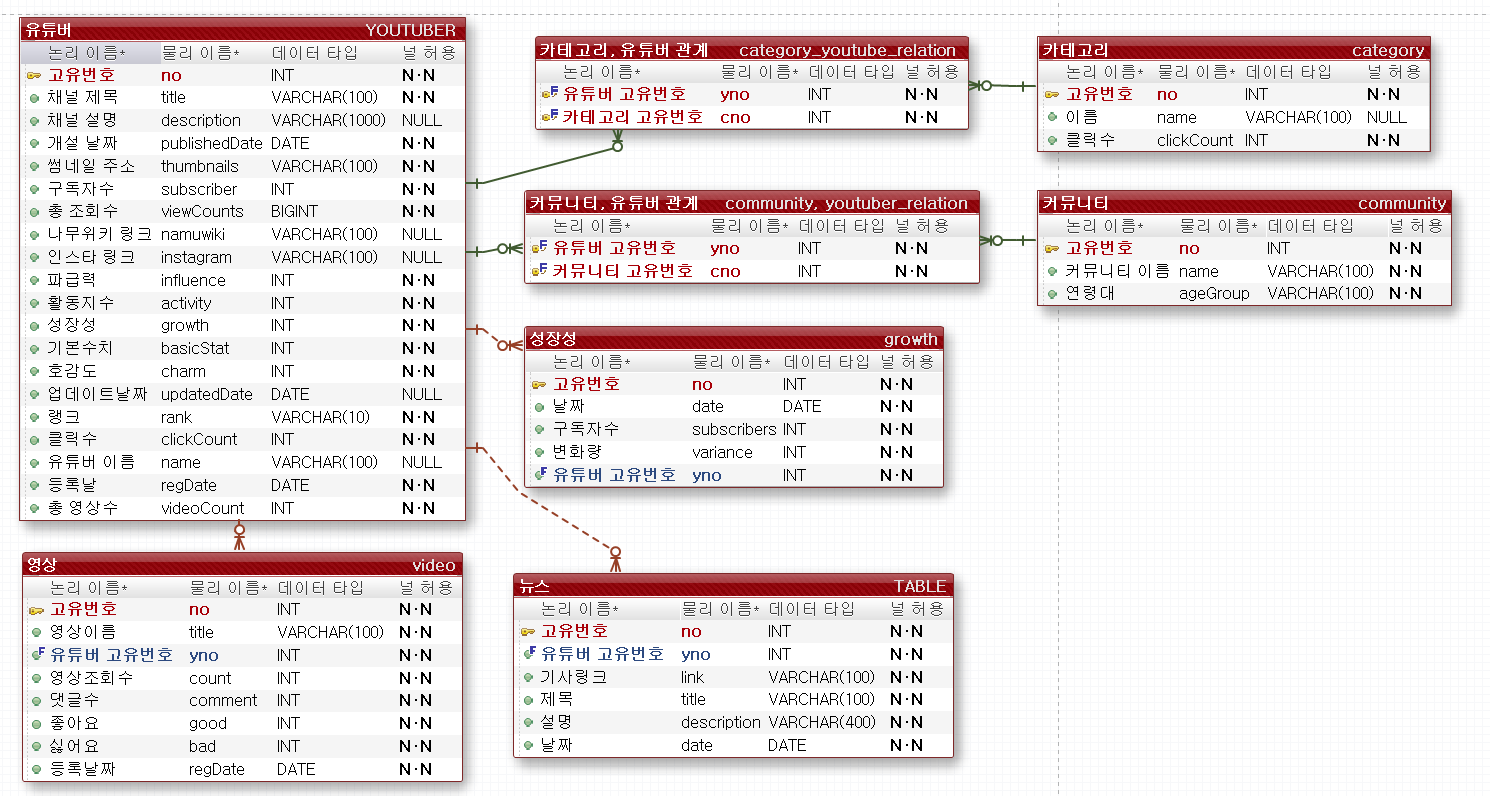 유튜버 YOUTUBER
논리 이름* 물리 이름* 데이터 타입 널 허용
고유번호 no INT N·N
채널 제목 title VARCHAR(100) N·N
채널 설명 description VARCHAR(1000) NULL
개설 날짜 publishedDate DATE N·N
썸네일 주소 thumbnails VARCHAR(100) N·N
구독자수 subscriber INT N·N
총 조회수 viewCounts BIGINT N·N
나무위키 링크 namuwiki VARCHAR(100) NULL
인스타 링크 instagram VARCHAR(100) NULL
파급력 influence INT N·N
활동지수 activity INT N·N
성장성 growth INT N·N
기본수치 basicStat INT N·N
호감도 charm INT N·N
업데이트날짜 updatedDate DATE NULL
랭크 rank VARCHAR(10) N·N
클릭수 clickCount INT N·N
유튜버 이름 name VARCHAR(100) NULL
등록날 regDate DATE N·N
총 영상수 videoCount INT N·N
카테고리, 유튜버 관계 category_youtube_relation
논리 이름* 물리 이름* 데이터 타입 널 허용
유튜버 고유번호 yno INT N·N
카테고리 고유번호 cno INT N·N
카테고리 category
논리 이름* 물리 이름* 데이터 타입 널 허용
고유번호 no INT N·N
이름 name VARCHAR(100) NULL
클릭수 clickCount INT N·N
커뮤니티, 유튜버 관계 community, youtuber_relation
논리 이름* 물리 이름* 데이터 타입 널 허용
유튜버 고유번호 yno INT N·N
커뮤니티 고유번호 cno INT N·N
커뮤니티 community
논리 이름* 물리 이름* 데이터 타입 널 허용
고유번호 no INT N·N
커뮤니티 이름 name VARCHAR(100) N·N
연령대 ageGroup VARCHAR(100) N·N
성장성 growth
논리 이름* 물리 이름* 데이터 타입 널 허용
고유번호 no INT N·N
날짜 date DATE N·N
구독자수 subscribers INT N·N
변화량 variance INT N·N
유튜버 고유번호 yno INT N·N
영상 video
논리 이름* 물리 이름* 데이터 타입 널 허용
고유번호 no INT N·N
영상이름 title VARCHAR(100) N·N
유튜버 고유번호 yno INT N·N
영상조회수 count INT N·N
댓글수 comment INT N·N
좋아요 good INT N·N
싫어요 bad INT N·N
등록날짜 regDate DATE N·N
뉴스 TABLE
논리 이름* 물리 이름* 데이터 타입 널 허용
고유번호 no INT N·N
유튜버 고유번호 yno INT N·N
기사링크 link VARCHAR(100) N·N
제목 title VARCHAR(100) N·N
설명 description VARCHAR(400) N·N
날짜 date DATE N·N